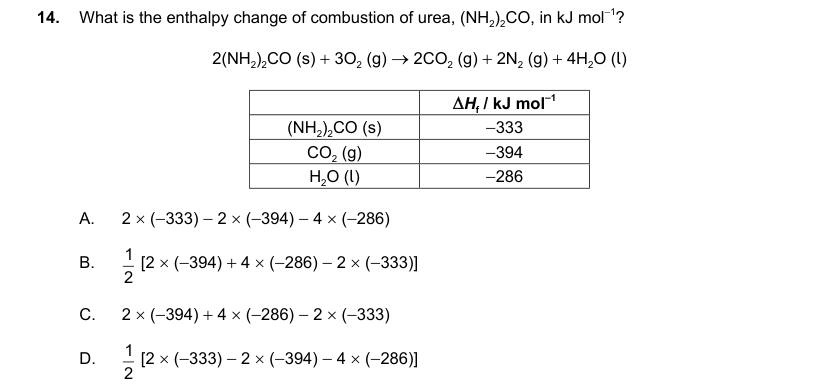 14. What is the enthalpy change of combustion of urea, (NH₂)₂CO, in kJ mol⁻¹?
2(NH₂)₂CO (s) + 3O₂ (g) → 2CO₂ (g) + 2N₂ (g) + 4H₂O (l)
ΔHf / kJ mol⁻¹
(NH₂)₂CO (s) −333
CO₂ (g) −394
H₂O (l) −286
A. 2 × (−333) − 2 × (−394) − 4 × (−286)
B. 1/2 [2 × (−394) + 4 × (−286) − 2 × (−333)]
C. 2 × (−394) + 4 × (−286) − 2 × (−333)
D. 1/2 [2 × (−333) − 2 × (−394) − 4 × (−286)]